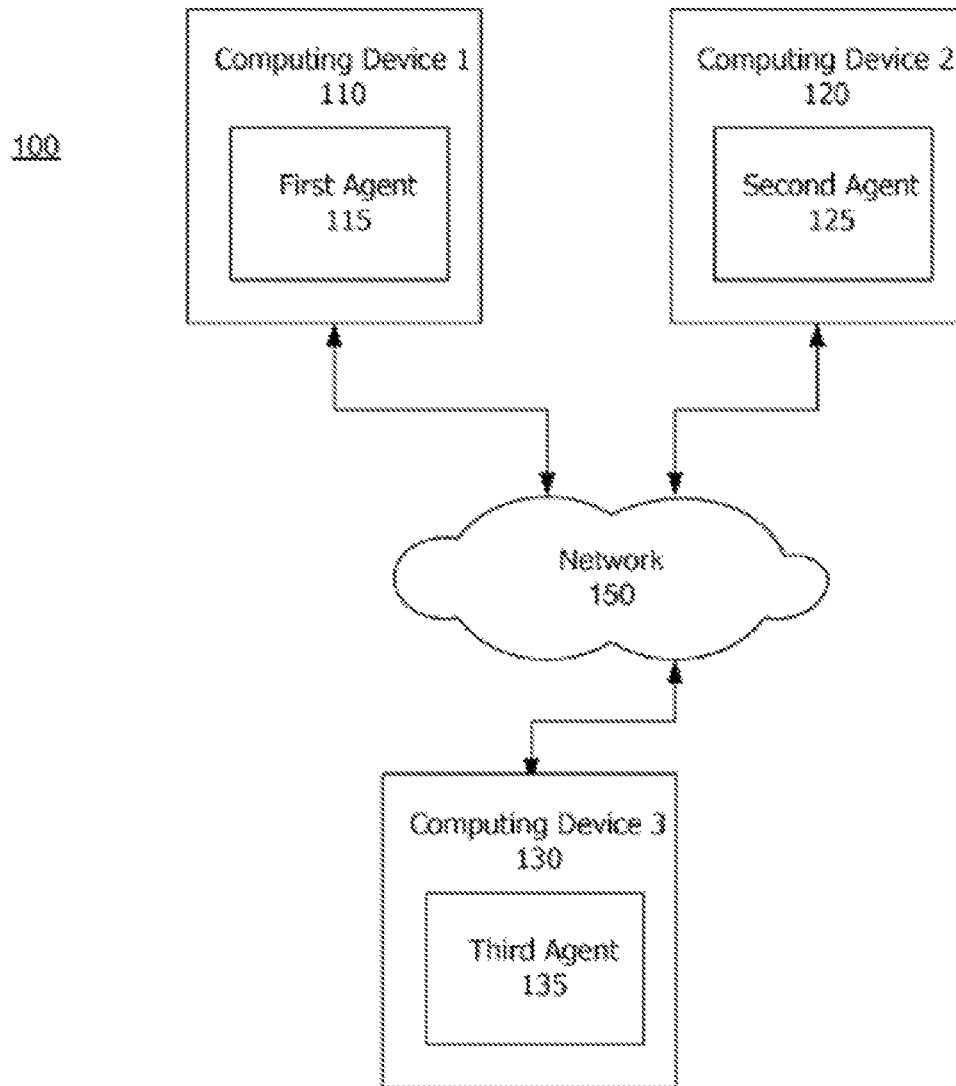 Computing Device 1
110
Computing Device 2
120
100
First Agent
115
Second Agent
125
Network
150
Computing Device 3
130
Third Agent
135